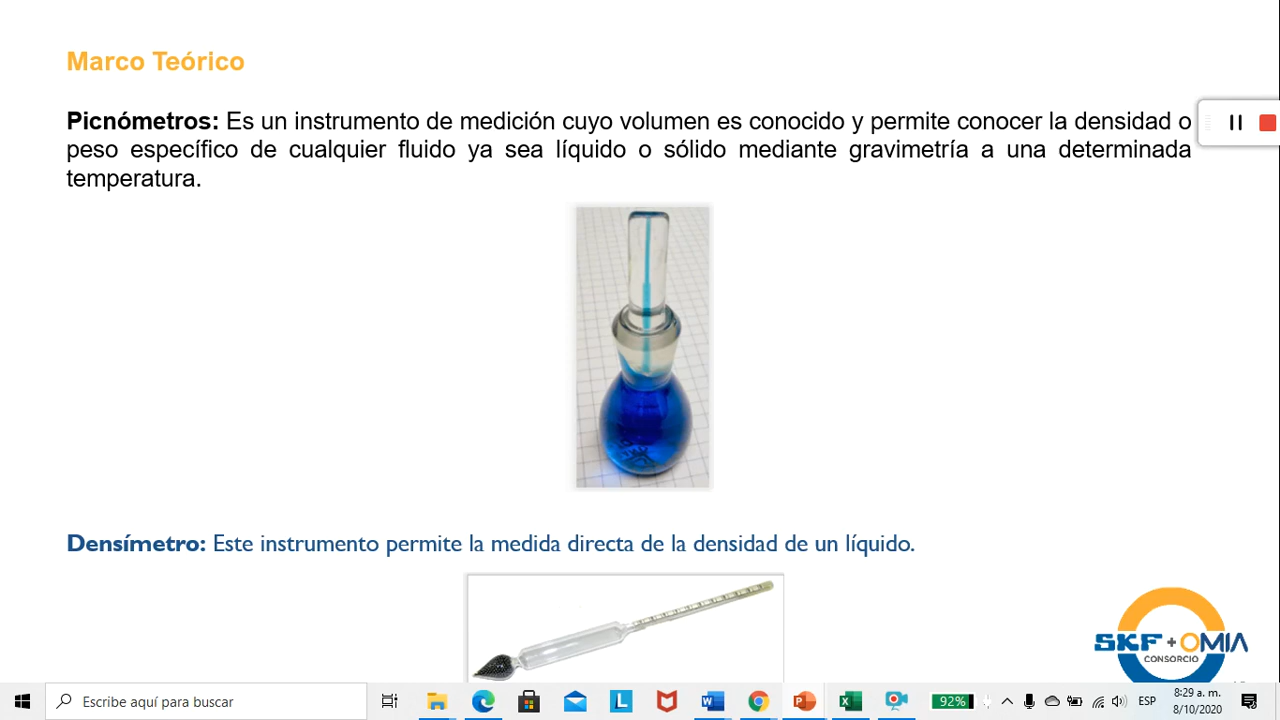 Marco Teórico
Picnómetros: Es un instrumento de medición cuyo volumen es conocido y permite conocer la densidad o
peso específico de cualquier fluido ya sea líquido o sólido mediante gravimetría a una determinada
temperatura.
Densímetro: Este instrumento permite la medida directa de la densidad de un líquido.
SKF + OMIA
CONSORCIO
Escribe aquí para buscar
92%
ESP
8:29 a. m.
8/10/2020